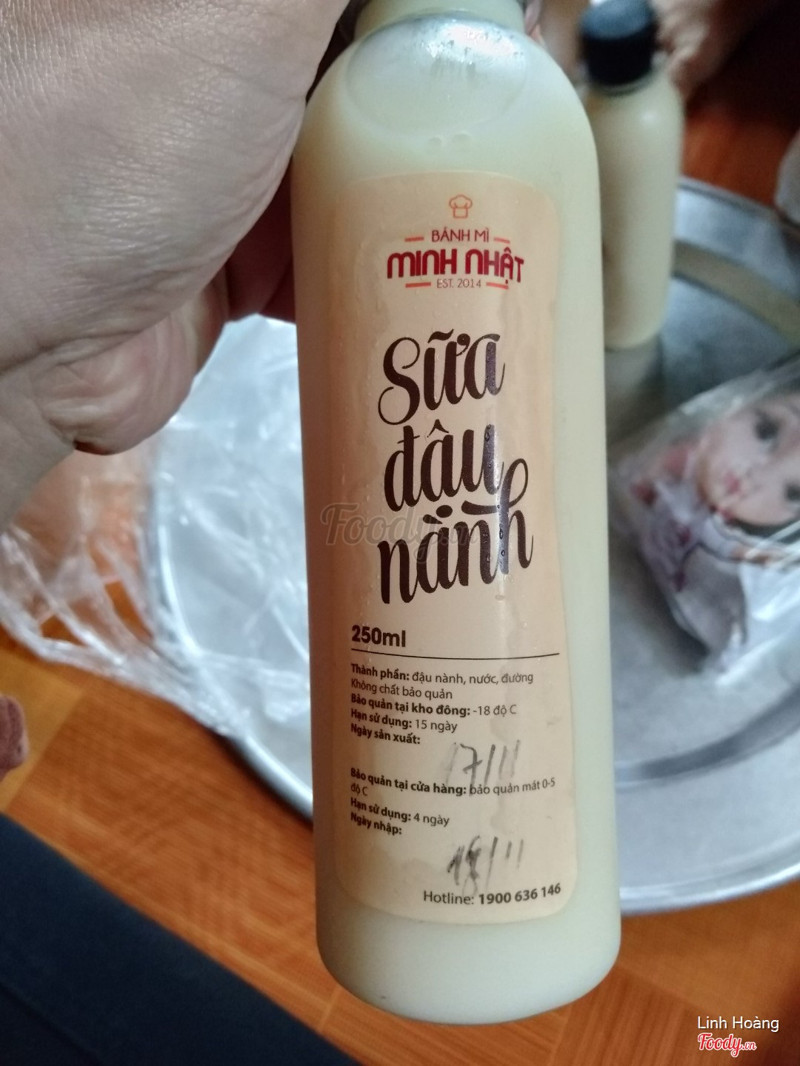 BÁNH MÌ
MINH NHẬT
EST. 2014
Sữa
đậu
nành
250ml
Thành phần: đậu nành, nước, đường
Không chất bảo quản
Bảo quản tại kho đông: -18 độ C
Hạn sử dụng: 15 ngày
Ngày sản xuất:
17/11
Bảo quản tại cửa hàng: bảo quản mát 0-5
độ C
Hạn sử dụng: 4 ngày
Ngày nhập:
18/11
Hotline: 1900 636 146
Foody.vn
Linh Hoàng
Foody.vn